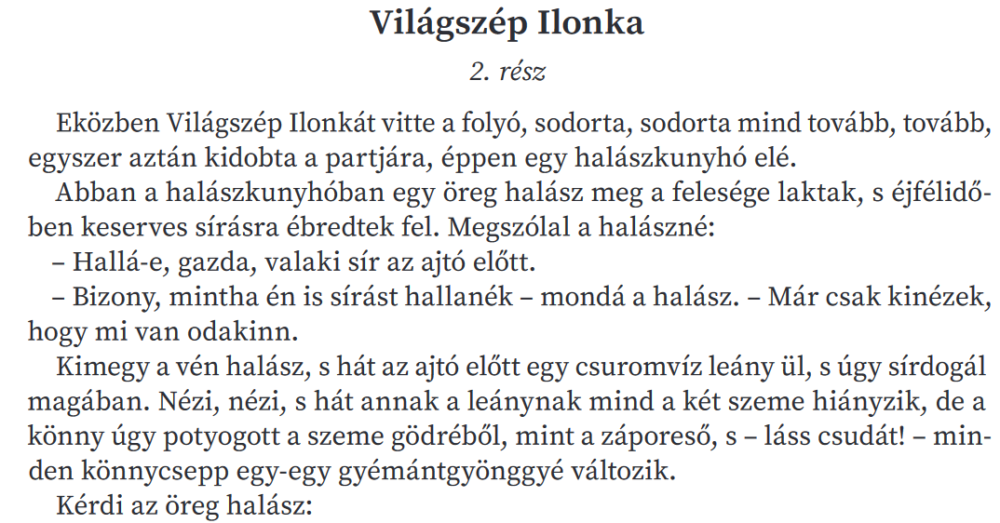 Világszép Ilonka
2. rész
Eközben Világszép Ilonkát vitte a folyó, sodorta, sodorta mind tovább, tovább,
egyszer aztán kidobta a partjára, éppen egy halászkunyhó elé.
Abban a halászkunyhóban egy öreg halász meg a felesége laktak, s éjfélidő-
ben keserves sírásra ébredtek fel. Megszólal a halászné:
– Hallá-e, gazda, valaki sír az ajtó előtt.
– Bizony, mintha én is sírást hallanék – mondá a halász. – Már csak kinézek,
hogy mi van odakinn.
Kimegy a vén halász, s hát az ajtó előtt egy csuromvíz leány ül, s úgy sírdogál
magában. Nézi, nézi, s hát annak a leánynak mind a két szeme hiányzik, de a
könny úgy potyogott a szeme gödréből, mint a záporeső, s – láss csudát! – min-
den könnycsepp egy-egy gyémántgyönggyé változik.
Kérdi az öreg halász: